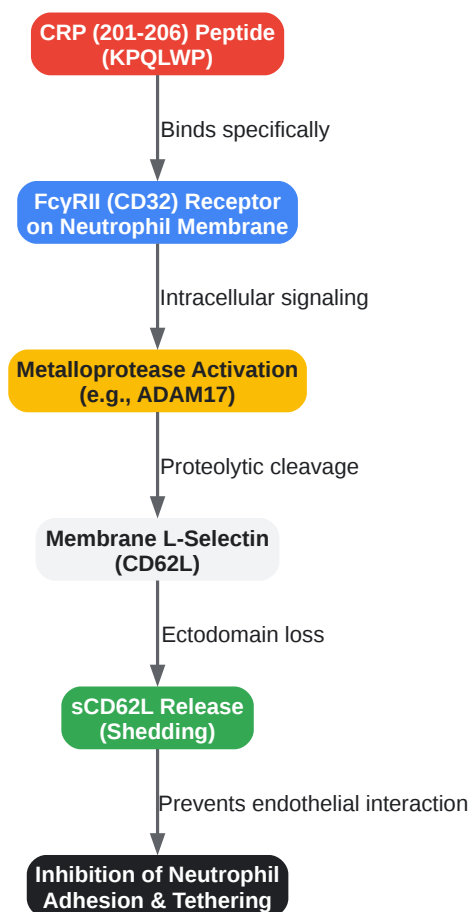 CRP (201-206) Peptide
(KPQLWP)
Binds specifically
FcγRII (CD32) Receptor
on Neutrophil Membrane
Intracellular signaling
Metalloprotease Activation
(e.g., ADAM17)
Proteolytic cleavage
Membrane L-Selectin
(CD62L)
Ectodomain loss
sCD62L Release
(Shedding)
Prevents endothelial interaction
Inhibition of Neutrophil
Adhesion & Tethering